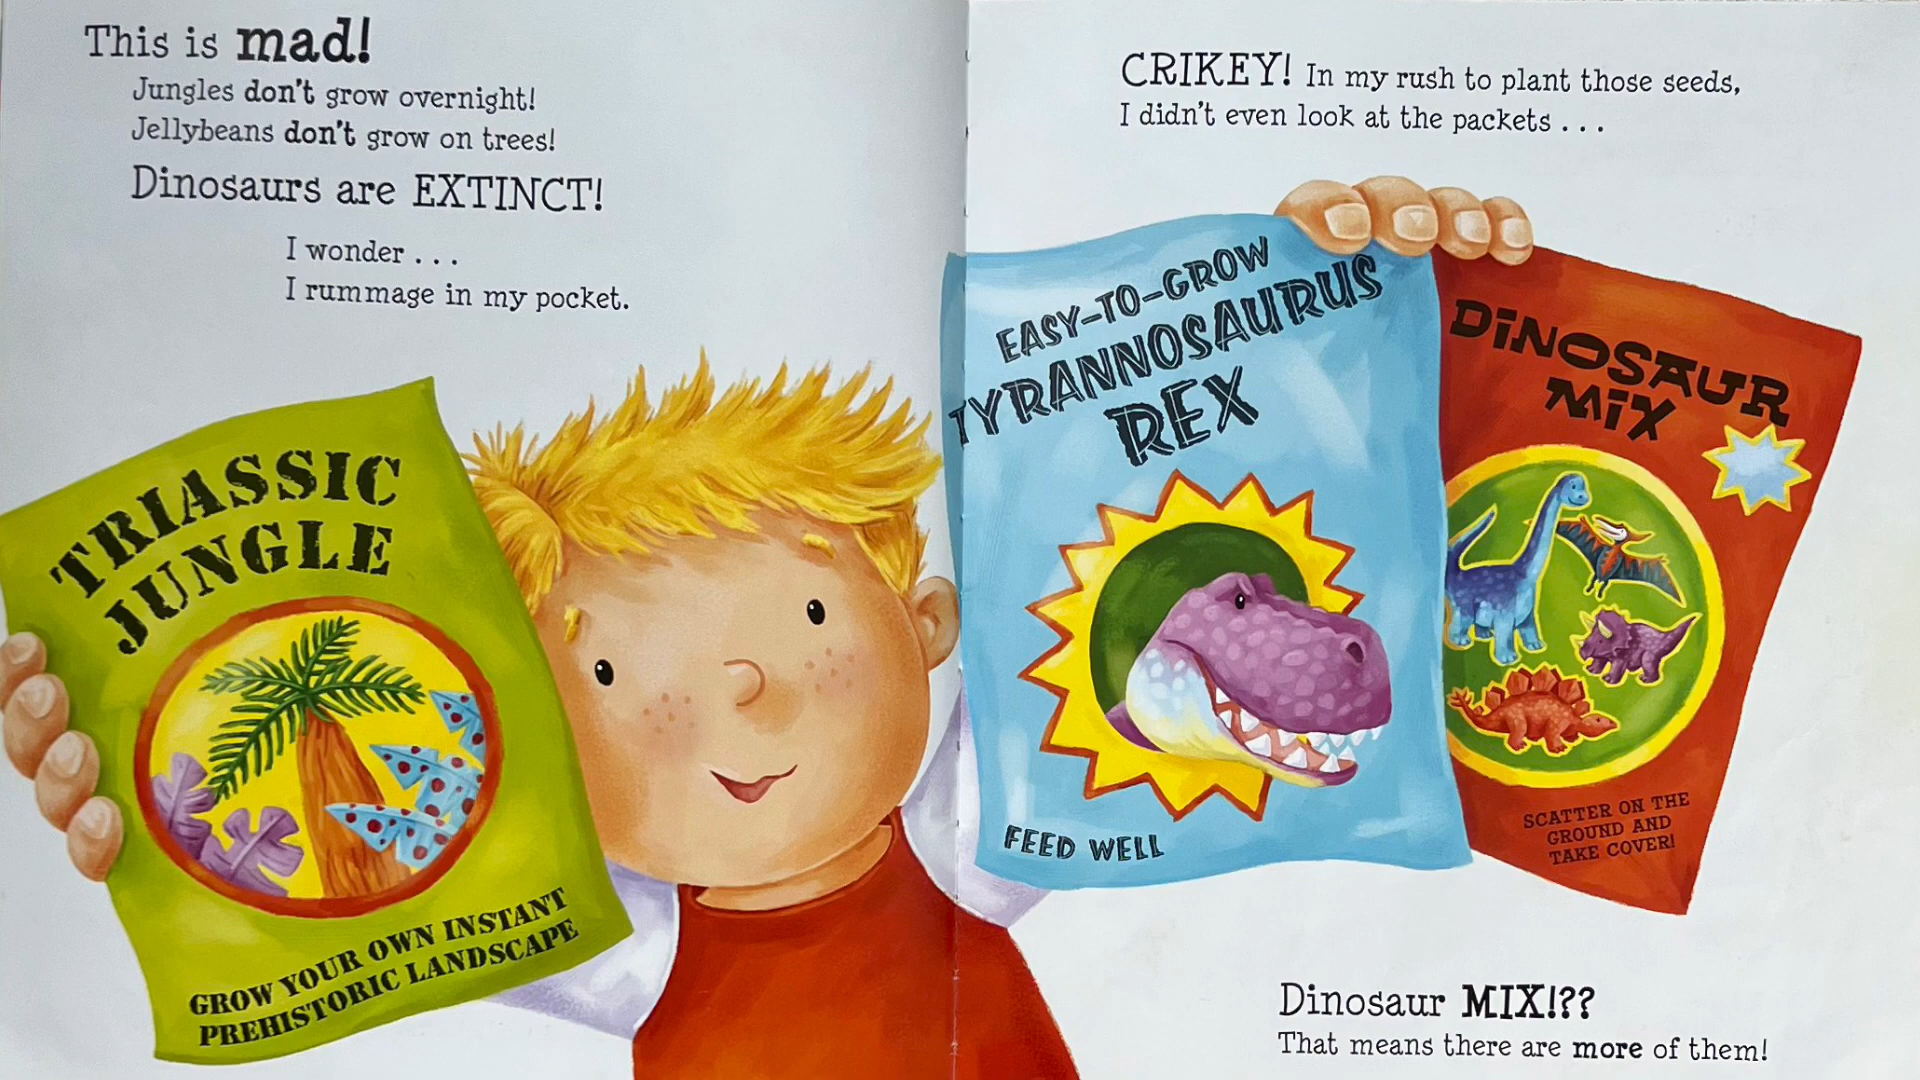 This is mad!
Jungles don't grow overnight!
Jellybeans don't grow on trees!
Dinosaurs are EXTINCT!
I wonder . . .
I rummage in my pocket.
TRIASSIC
JUNGLE
GROW YOUR OWN INSTANT
PREHISTORIC LANDSCAPE
CRIKEY! In my rush to plant those seeds,
I didn't even look at the packets . . .
EASY-TO-GROW
TYRANNOSAURUS
REX
FEED WELL
DiNOSAUR
MiX
SCATTER ON THE
GROUND AND
TAKE COVER!
Dinosaur MIX!??
That means there are more of them!